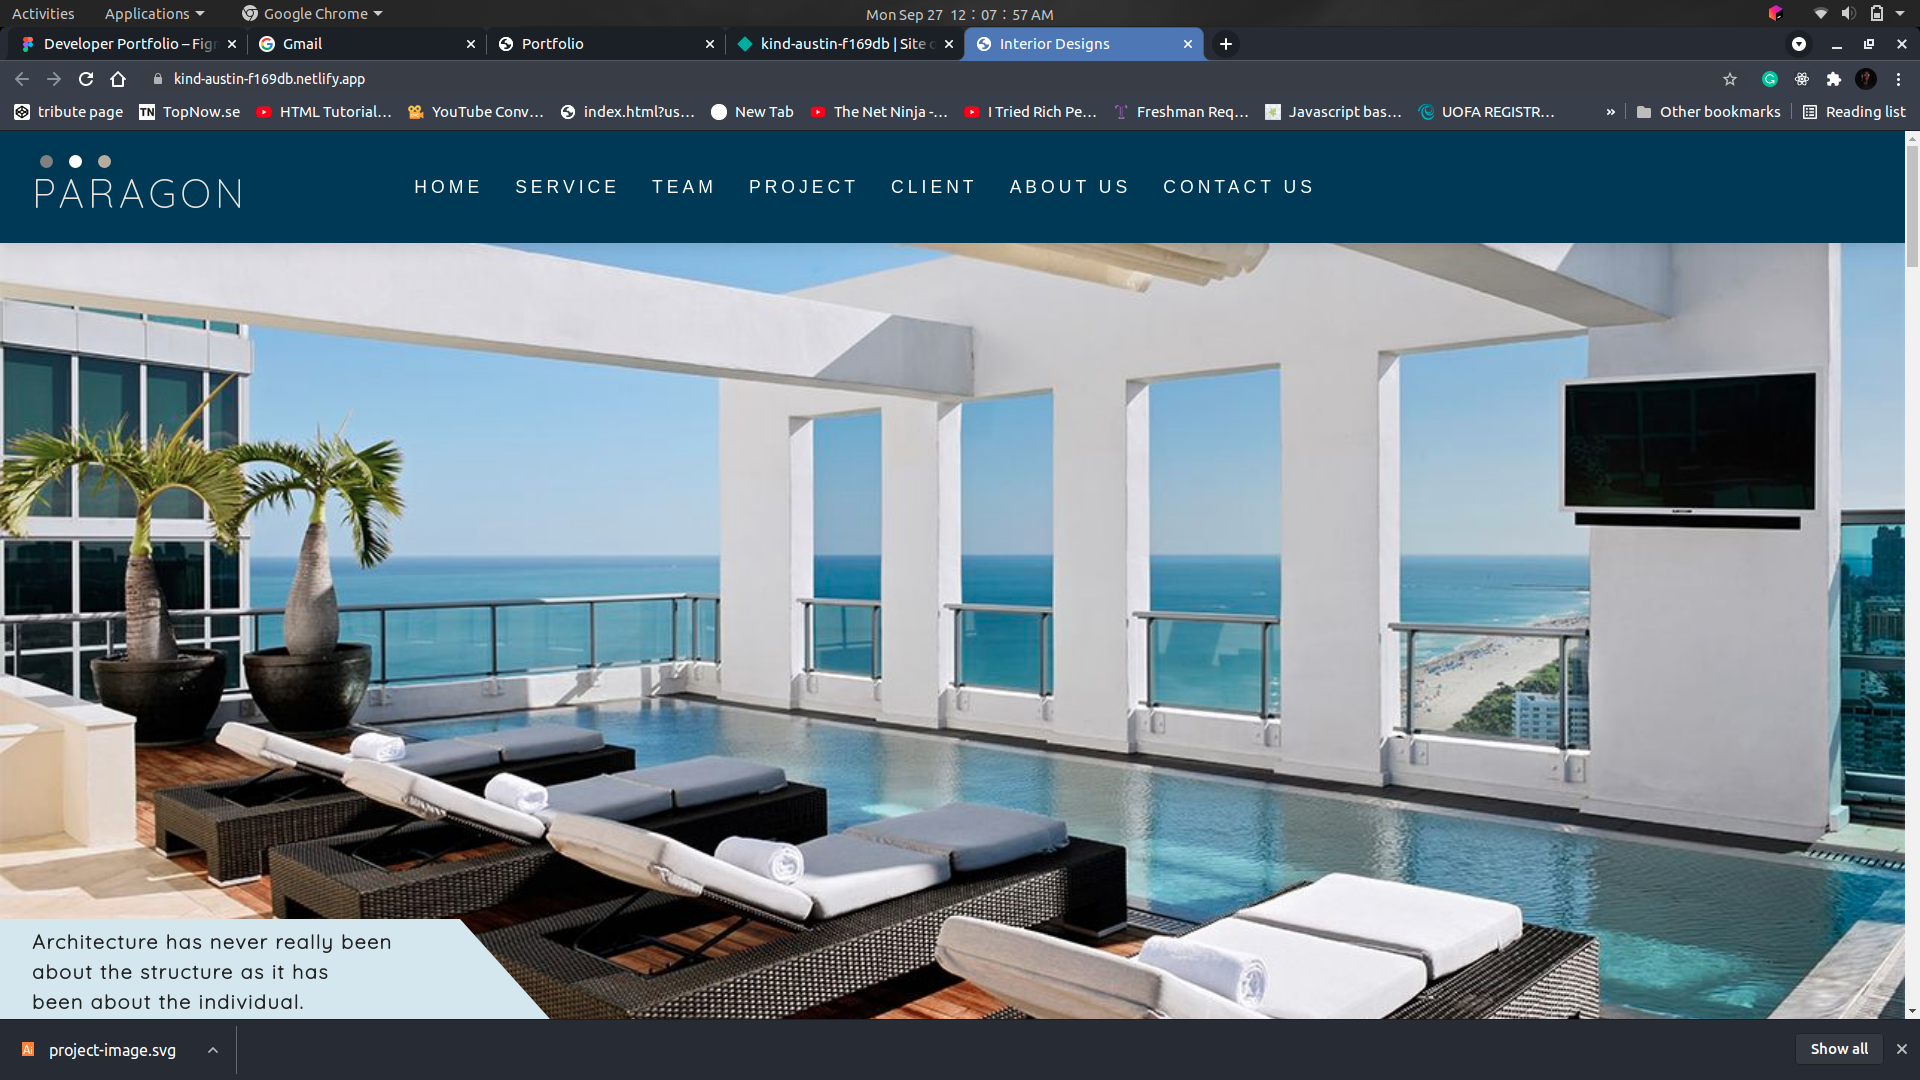 Activities Applications Google Chrome Mon Sep 27 12:07:57 AM
Developer Portfolio – Fig Gmail Portfolio kind-austin-f169db | Site Interior Designs
kind-austin-f169db.netlify.app
tribute page TopNow.se HTML Tutorial... YouTube Conv... index.html?us... New Tab The Net Ninja -... I Tried Rich Pe... Freshman Req... Javascript bas... UOFA REGISTR... » Other bookmarks Reading list
PARAGON
HOME SERVICE TEAM PROJECT CLIENT ABOUT US CONTACT US
Architecture has never really been
about the structure as it has
been about the individual.
Ai project-image.svg Show all